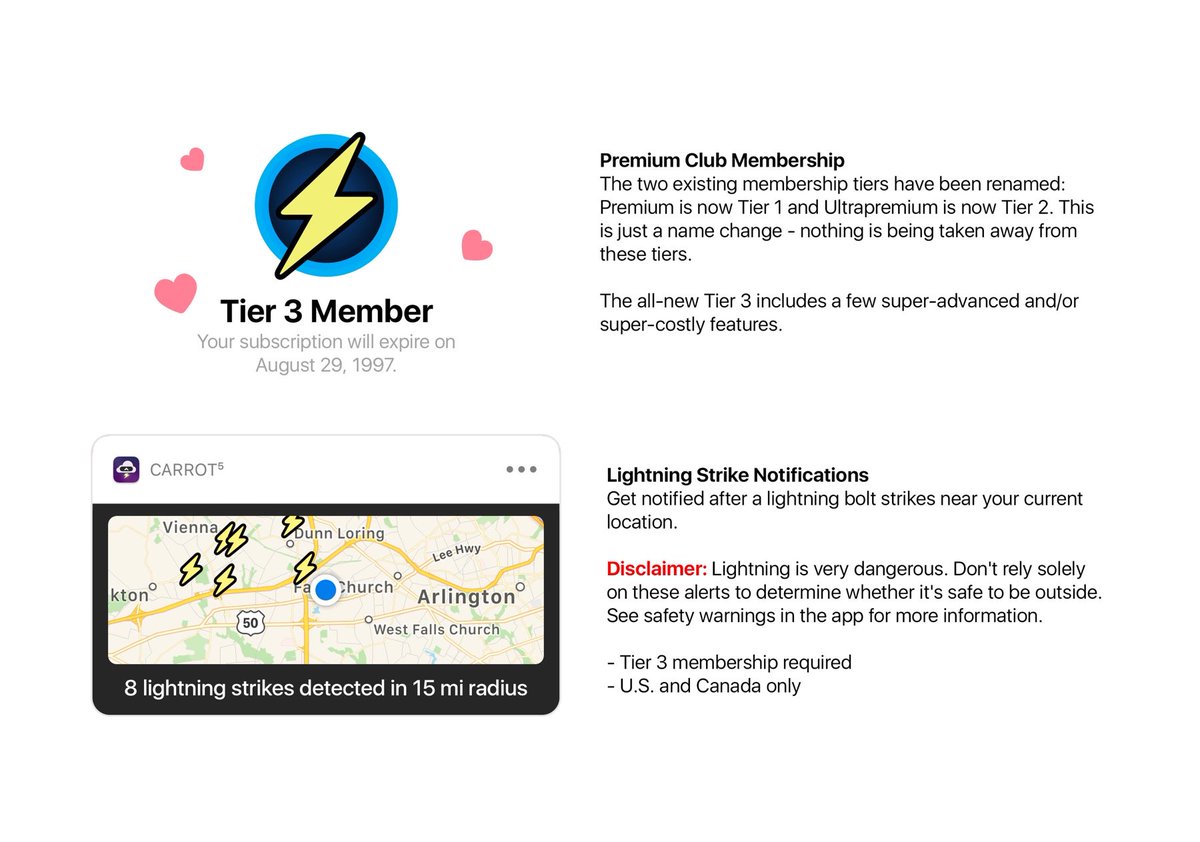 Tier 3 Member
Your subscription will expire on
August 29, 1997.
Premium Club Membership
The two existing membership tiers have been renamed:
Premium is now Tier 1 and Ultrapremium is now Tier 2. This
is just a name change - nothing is being taken away from
these tiers.
The all-new Tier 3 includes a few super-advanced and/or
super-costly features.
CARROT⁵
Vienna
Dunn Loring
Lee Hwy
kton
Church
Arlington
50
West Falls Church
8 lightning strikes detected in 15 mi radius
Lightning Strike Notifications
Get notified after a lightning bolt strikes near your current
location.
Disclaimer: Lightning is very dangerous. Don't rely solely
on these alerts to determine whether it's safe to be outside.
See safety warnings in the app for more information.
- Tier 3 membership required
- U.S. and Canada only